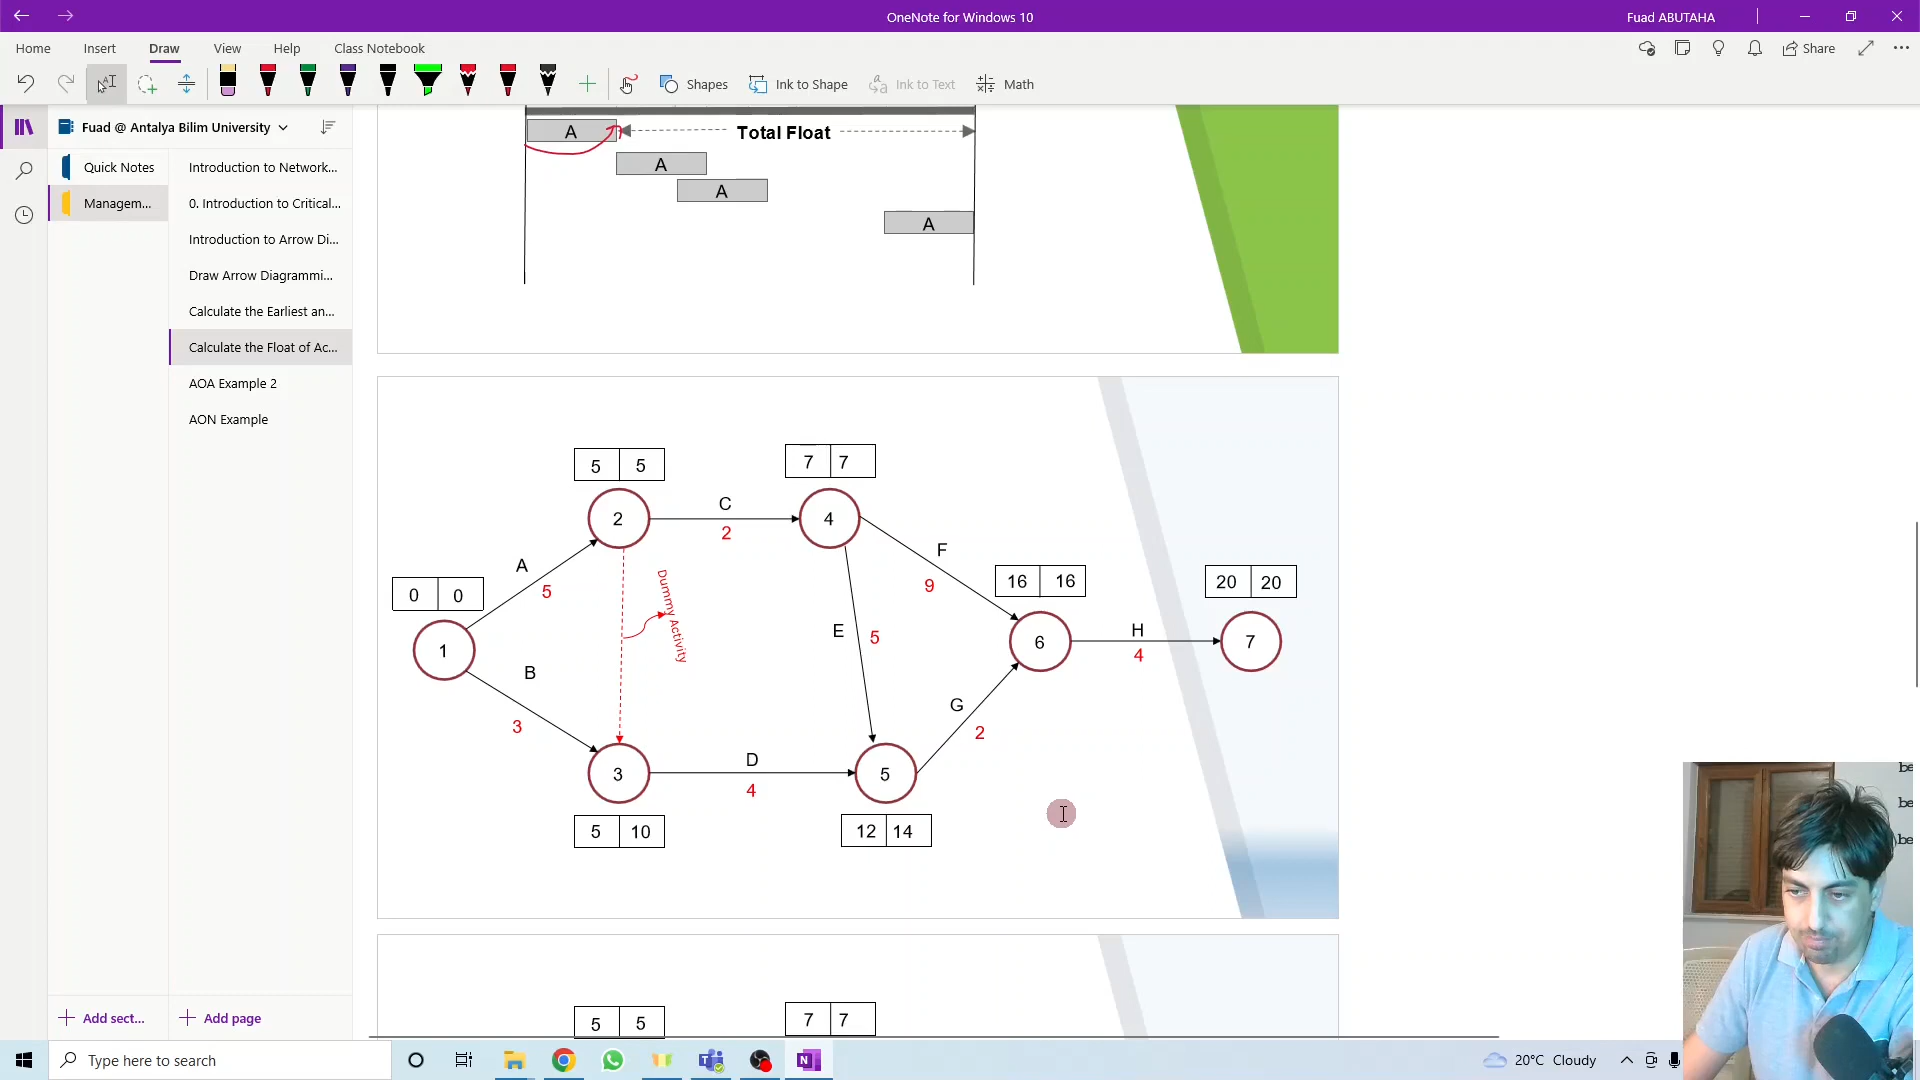 OneNote for Windows 10
Fuad ABUTAHA
Home Insert Draw View Help Class Notebook
Share
Shapes Ink to Shape Ink to Text Math
Fuad @ Antalya Bilim University
Quick Notes
Managem...
Introduction to Network...
0. Introduction to Critical...
Introduction to Arrow Di...
Draw Arrow Diagrammi...
Calculate the Earliest an...
Calculate the Float of Ac...
AOA Example 2
AON Example
Add sect...
Add page
A Total Float
A
A
A
5 5
7 7
2 C 4
2
A
5
F
9
0 0
16 16
20 20
Dummy Activity
1
E 5
6 H 7
4
B
3
G
2
3 D 5
4
5 10
12 14
5 5
7 7
be
be
be
Type here to search
20°C Cloudy